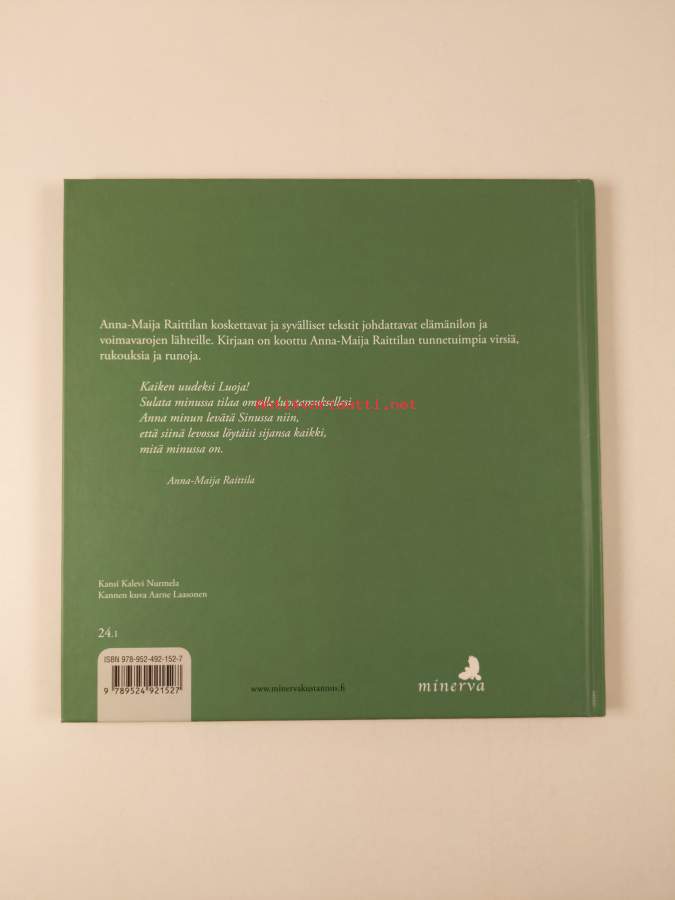 Anna-Maija Raittilan koskettavat ja syvälliset tekstit johdattavat elämänilon ja
voimavarojen lähteille. Kirjaan on koottu Anna-Maija Raittilan tunnetuimpia virsiä,
rukouksia ja runoja.
Kaiken uudeksi Luoja!
Sulata minussa tilaa omalle luottamuksellesi.
Anna minun levätä Sinussa niin,
että siinä levossa löytäisi sijansa kaikki,
mitä minussa on.
Anna-Maija Raittila
Kansi Kalevi Nurmela
Kannen kuva Aarne Laasonen
24.1
ISBN 978-952-492-152-7
9 789524 921527
www.minervakustannus.fi
minerva